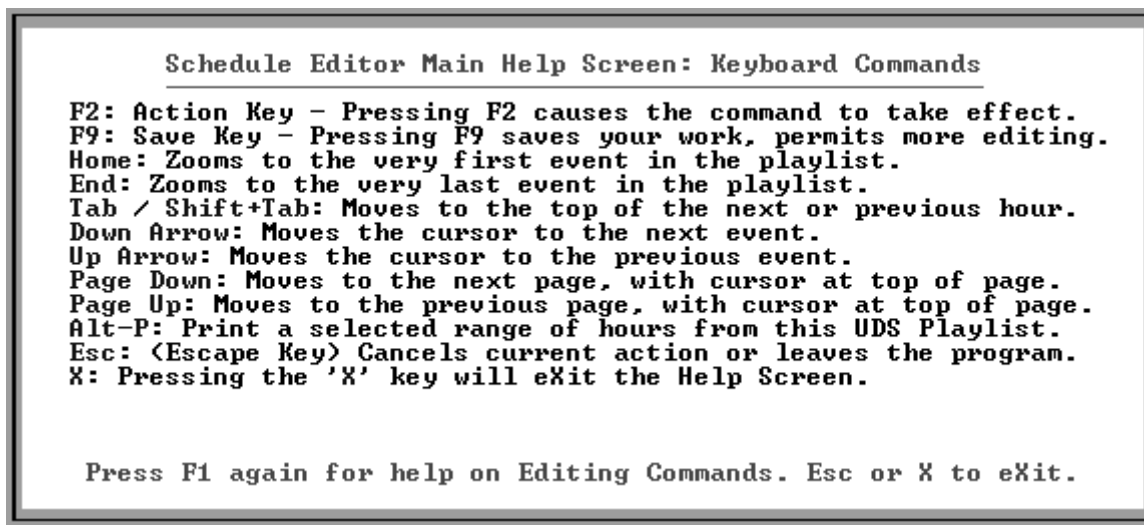 Schedule Editor Main Help Screen: Keyboard Commands
F2: Action Key - Pressing F2 causes the command to take effect.
F9: Save Key - Pressing F9 saves your work, permits more editing.
Home: Zooms to the very first event in the playlist.
End: Zooms to the very last event in the playlist.
Tab / Shift+Tab: Moves to the top of the next or previous hour.
Down Arrow: Moves the cursor to the next event.
Up Arrow: Moves the cursor to the previous event.
Page Down: Moves to the next page, with cursor at top of page.
Page Up: Moves to the previous page, with cursor at top of page.
Alt-P: Print a selected range of hours from this UDS Playlist.
Esc: (Escape Key) Cancels current action or leaves the program.
X: Pressing the 'X' key will eXit the Help Screen.
Press F1 again for help on Editing Commands. Esc or X to eXit.